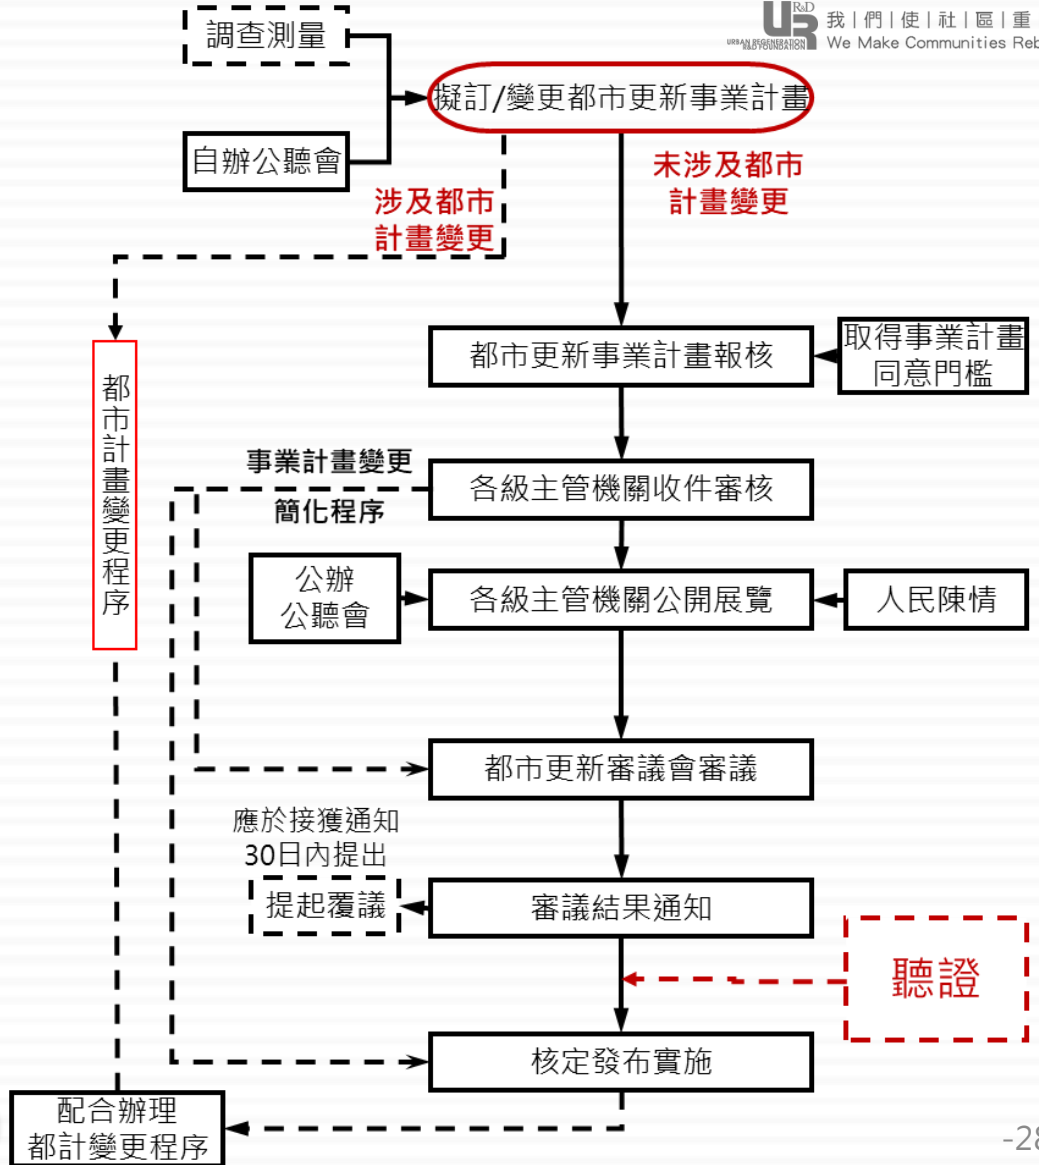 調查測量
UR
R&D
URBAN REGENERATION
R&D FOUNDATION
我|們|使|社|區|重
We Make Communities Reb
擬訂/變更都市更新事業計畫
自辦公聽會
涉及都市
計畫變更
未涉及都市
計畫變更
都市更新事業計畫報核
取得事業計畫
同意門檻
都市計畫變更程序
事業計畫變更
簡化程序
各級主管機關收件審核
公辦
公聽會
各級主管機關公開展覽
人民陳情
都市更新審議會審議
應於接獲通知
30日內提出
提起覆議
審議結果通知
聽證
核定發布實施
配合辦理
都計變更程序
-28